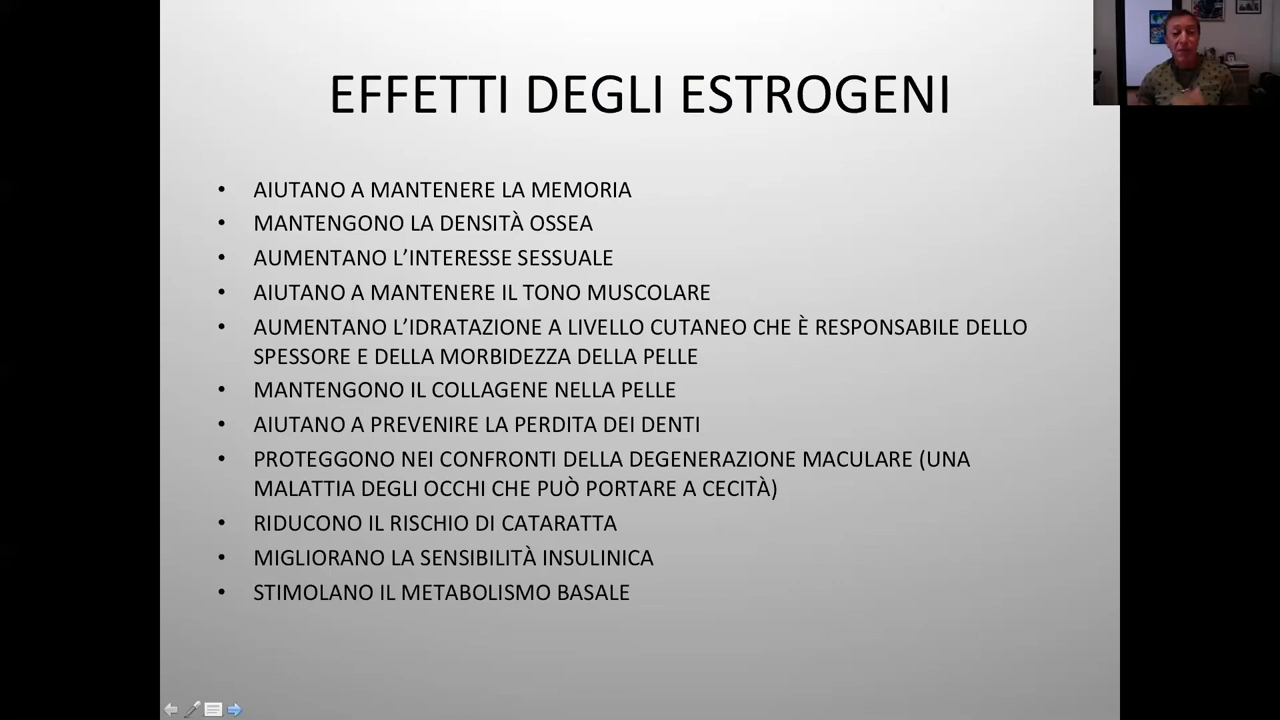 EFFETTI DEGLI ESTROGENI
• AIUTANO A MANTENERE LA MEMORIA
• MANTENGONO LA DENSITÀ OSSEA
• AUMENTANO L’INTERESSE SESSUALE
• AIUTANO A MANTENERE IL TONO MUSCOLARE
• AUMENTANO L’IDRATAZIONE A LIVELLO CUTANEO CHE È RESPONSABILE DELLO
SPESSORE E DELLA MORBIDEZZA DELLA PELLE
• MANTENGONO IL COLLAGENE NELLA PELLE
• AIUTANO A PREVENIRE LA PERDITA DEI DENTI
• PROTEGGONO NEI CONFRONTI DELLA DEGENERAZIONE MACULARE (UNA
MALATTIA DEGLI OCCHI CHE PUÒ PORTARE A CECITÀ)
• RIDUCONO IL RISCHIO DI CATARATTA
• MIGLIORANO LA SENSIBILITÀ INSULINICA
• STIMOLANO IL METABOLISMO BASALE